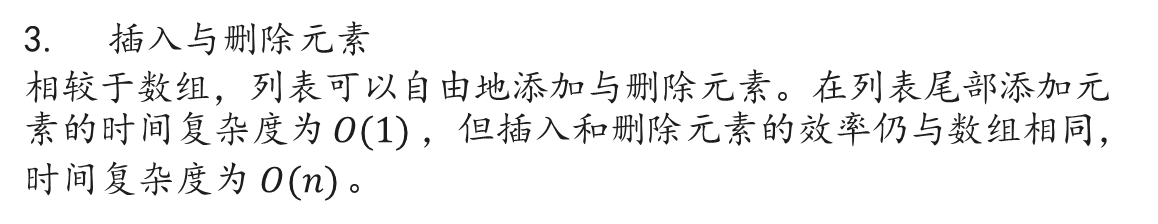 3. 插入与删除元素
相较于数组，列表可以自由地添加与删除元素。在列表尾部添加元
素的时间复杂度为 O(1) ，但插入和删除元素的效率仍与数组相同，
时间复杂度为 O(n) 。